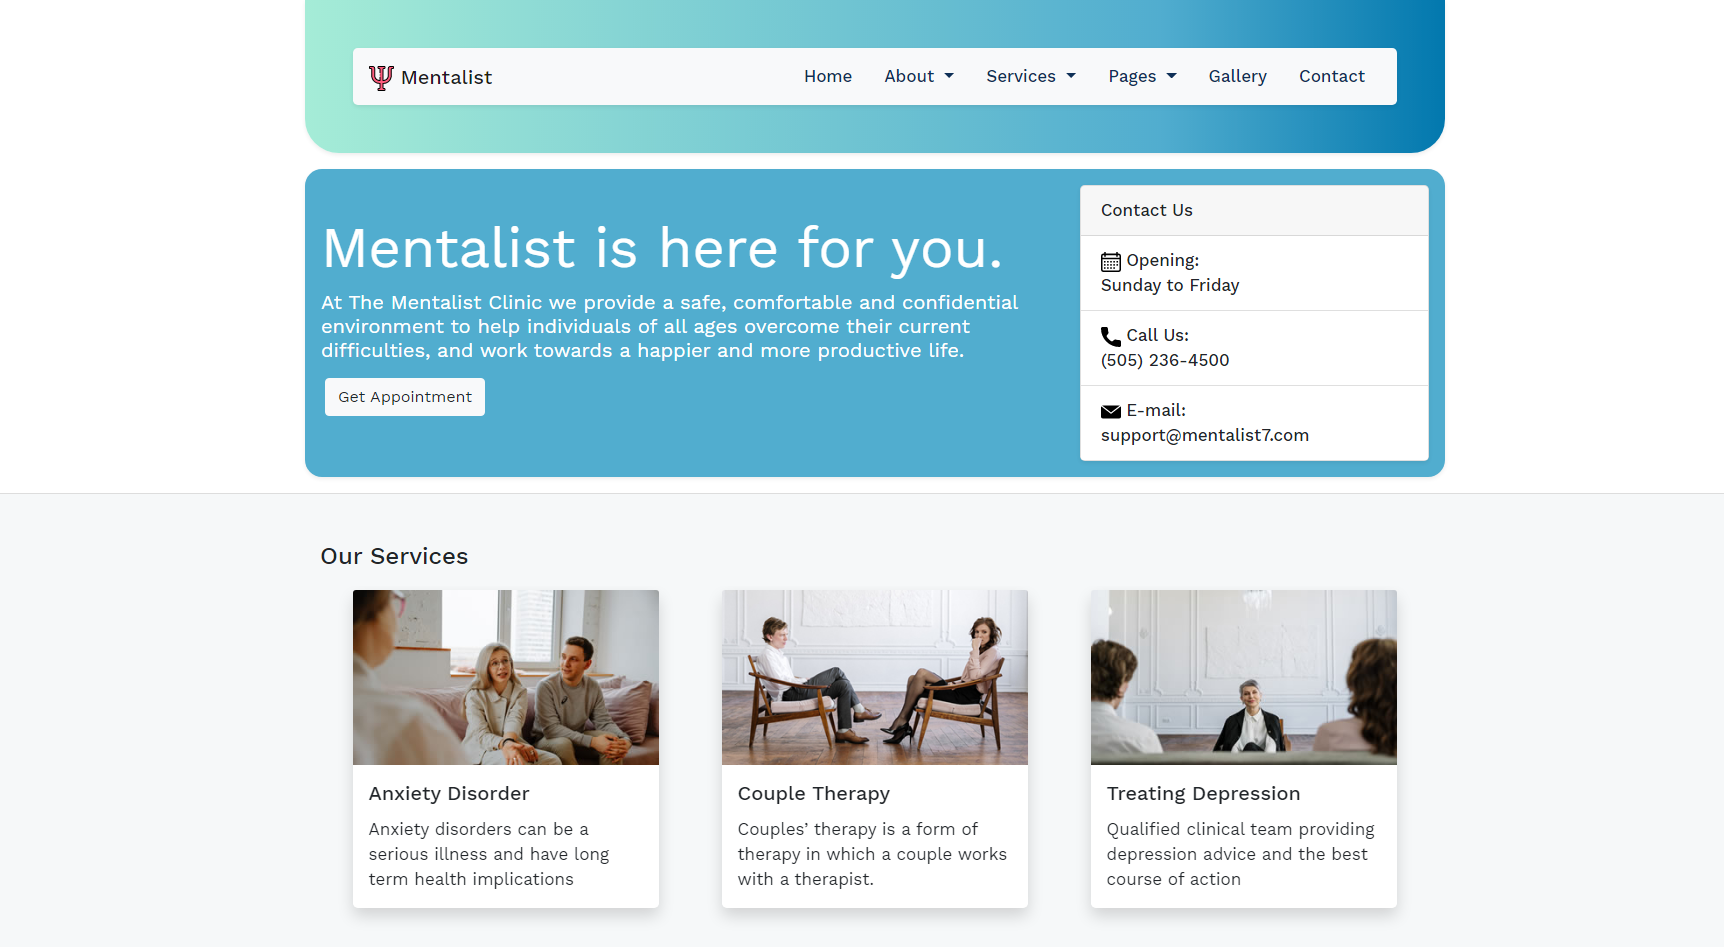 Mentalist
Home
About
Services
Pages
Gallery
Contact
Mentalist is here for you.
At The Mentalist Clinic we provide a safe, comfortable and confidential
environment to help individuals of all ages overcome their current
difficulties, and work towards a happier and more productive life.
Get Appointment
Contact Us
Opening:
Sunday to Friday
Call Us:
(505) 236-4500
E-mail:
support@mentalist7.com
Our Services
Anxiety Disorder
Anxiety disorders can be a
serious illness and have long
term health implications
Couple Therapy
Couples’ therapy is a form of
therapy in which a couple works
with a therapist.
Treating Depression
Qualified clinical team providing
depression advice and the best
course of action